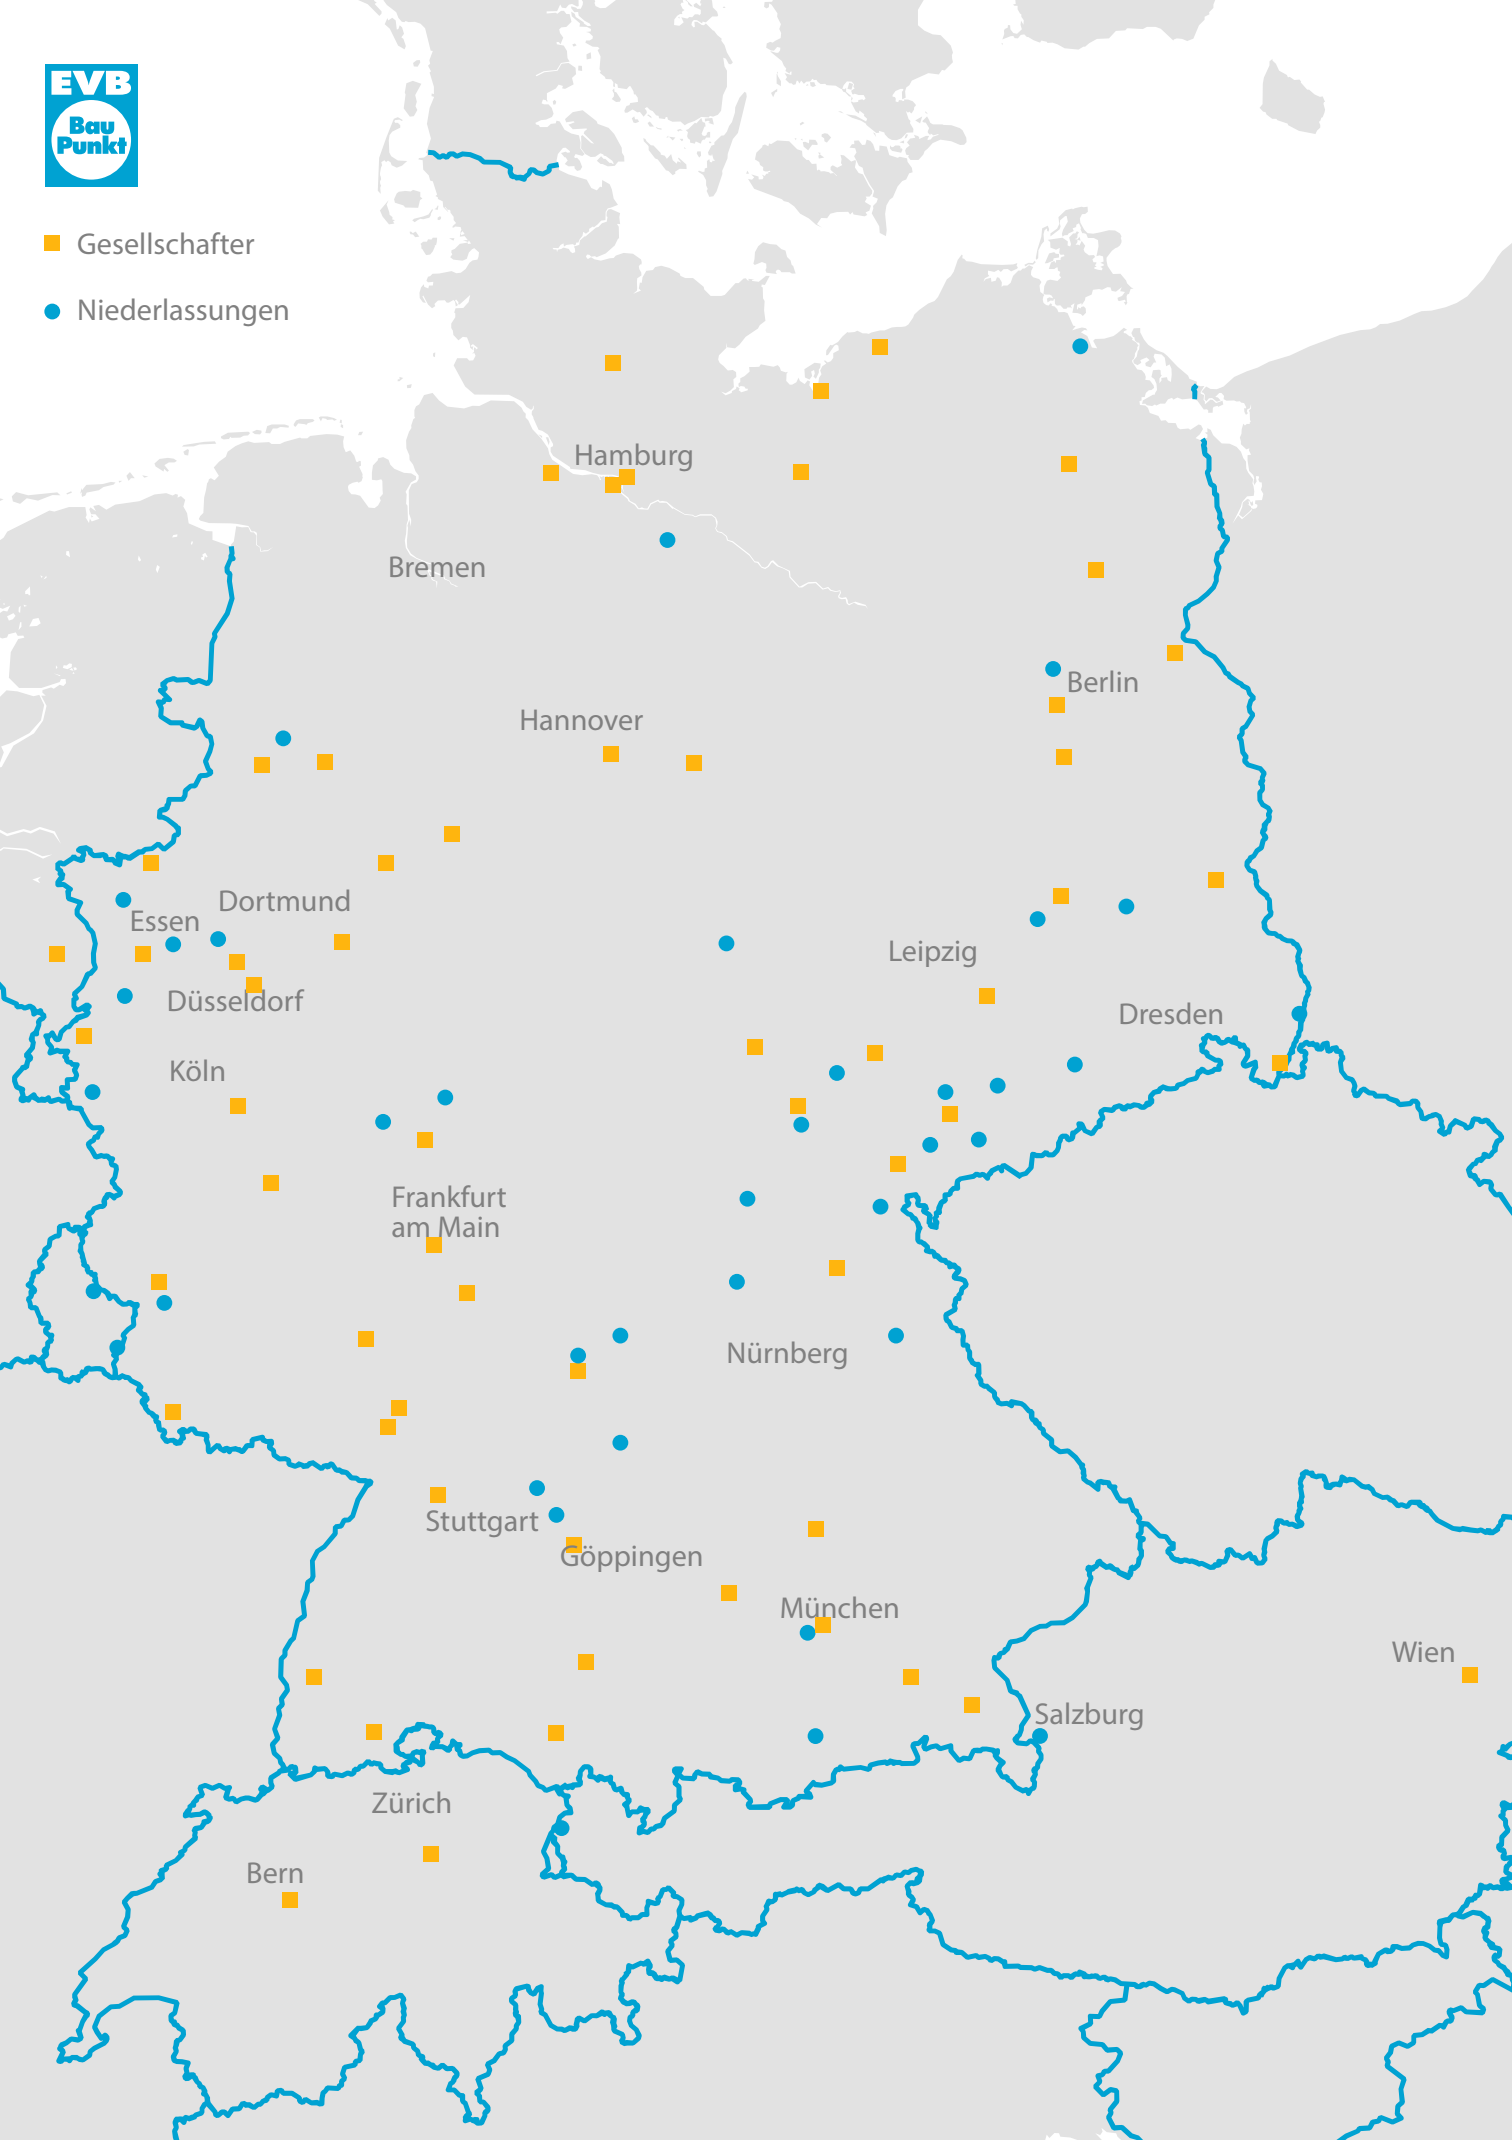 EVB
Bau
Punkt
Gesellschafter
Niederlassungen
Hamburg
Bremen
Berlin
Hannover
Dortmund
Essen
Leipzig
Düsseldorf
Dresden
Köln
Frankfurt
am Main
Nürnberg
Stuttgart
Göppingen
München
Wien
Salzburg
Zürich
Bern